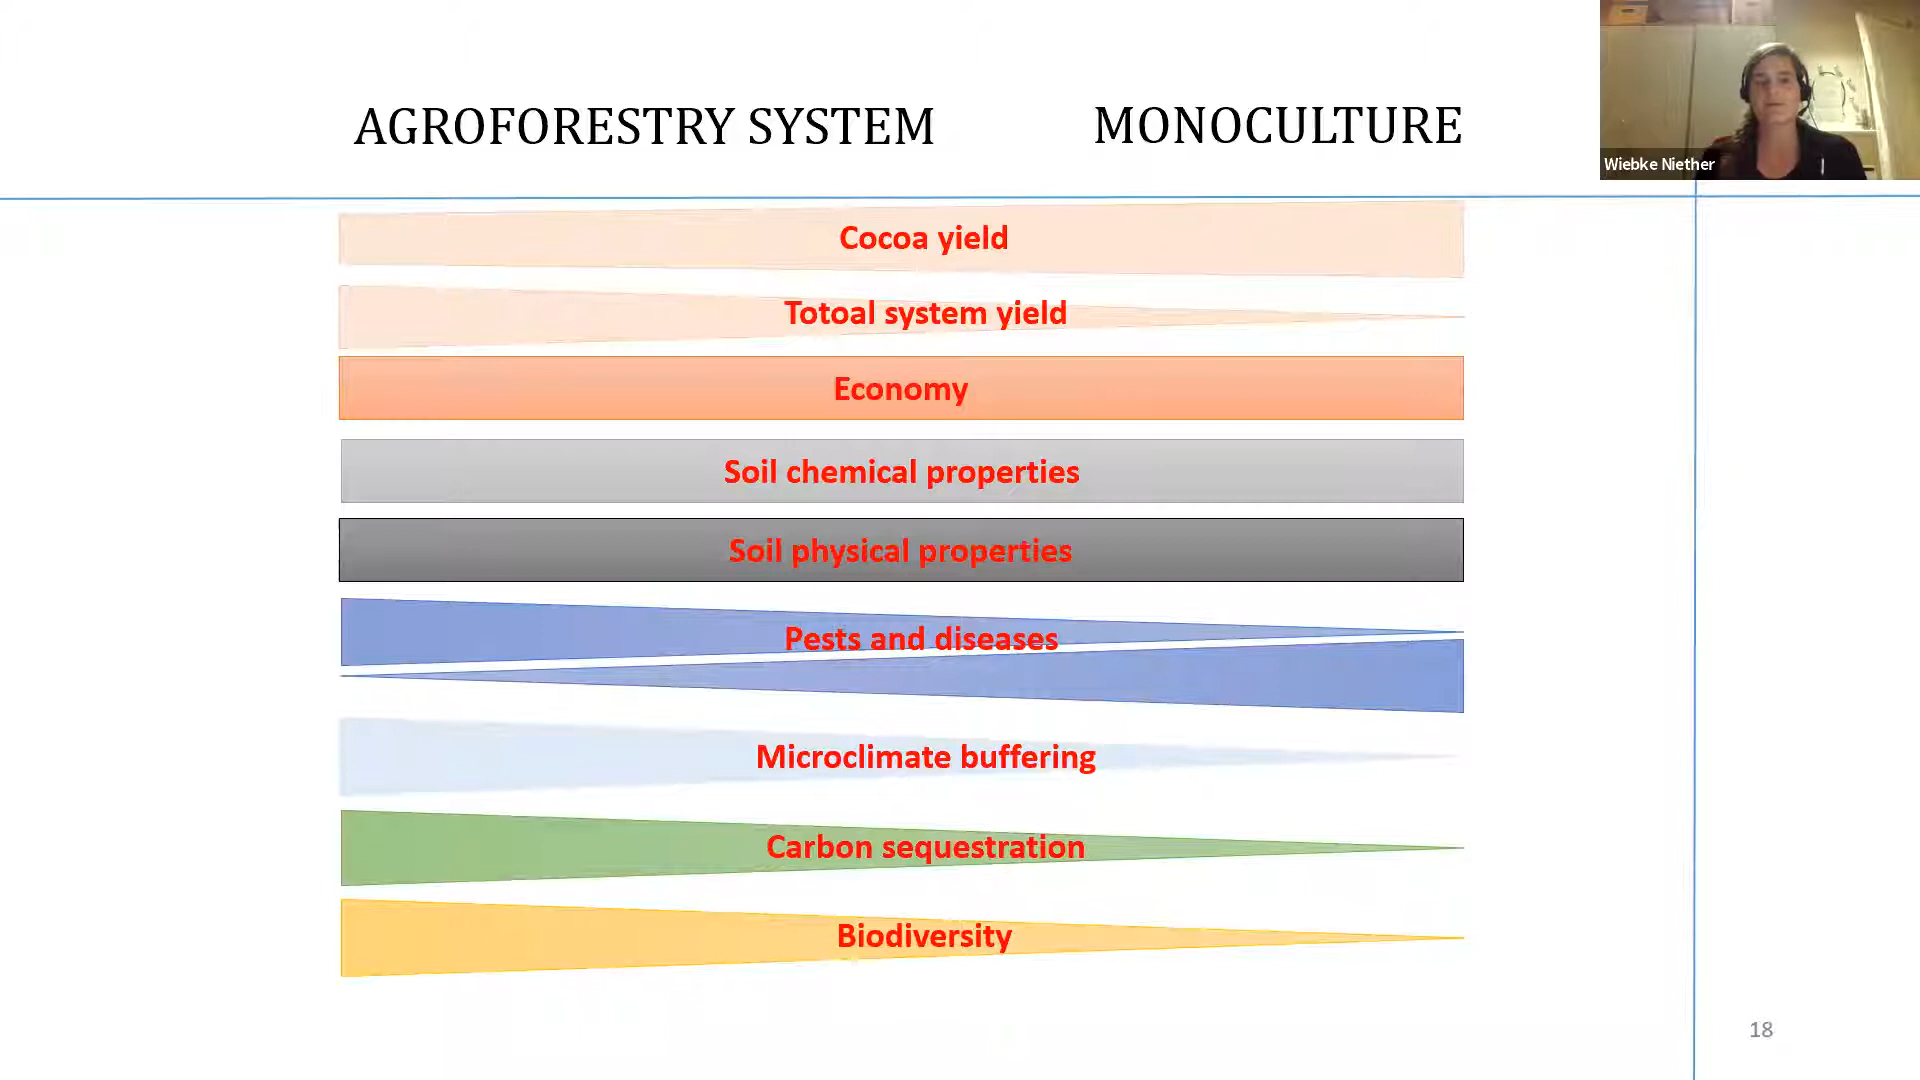 AGROFORESTRY SYSTEM
MONOCULTURE
Wiebke Niether
Cocoa yield
Totoal system yield
Economy
Soil chemical properties
Soil physical properties
Pests and diseases
Microclimate buffering
Carbon sequestration
Biodiversity
18